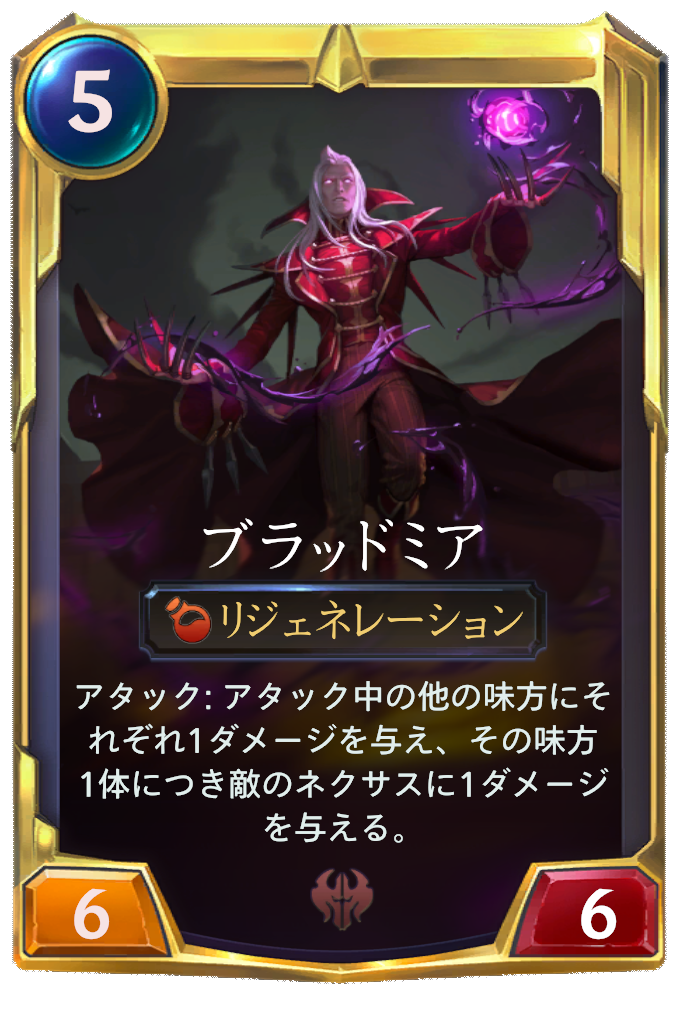 5
ブラッドミア
リジェネレーション
アタック: アタック中の他の味方にそ
れぞれ1ダメージを与え、その味方
1体につき敵のネクサスに1ダメージ
を与える。
6
6